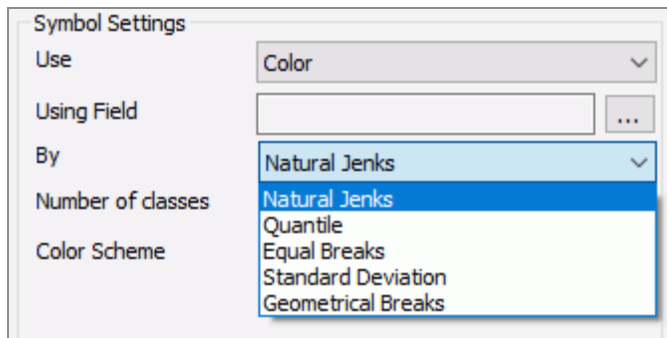 Symbol Settings
Use Color
Using Field ...
By Natural Jenks
Number of classes Natural Jenks
Quantile
Color Scheme Equal Breaks
Standard Deviation
Geometrical Breaks